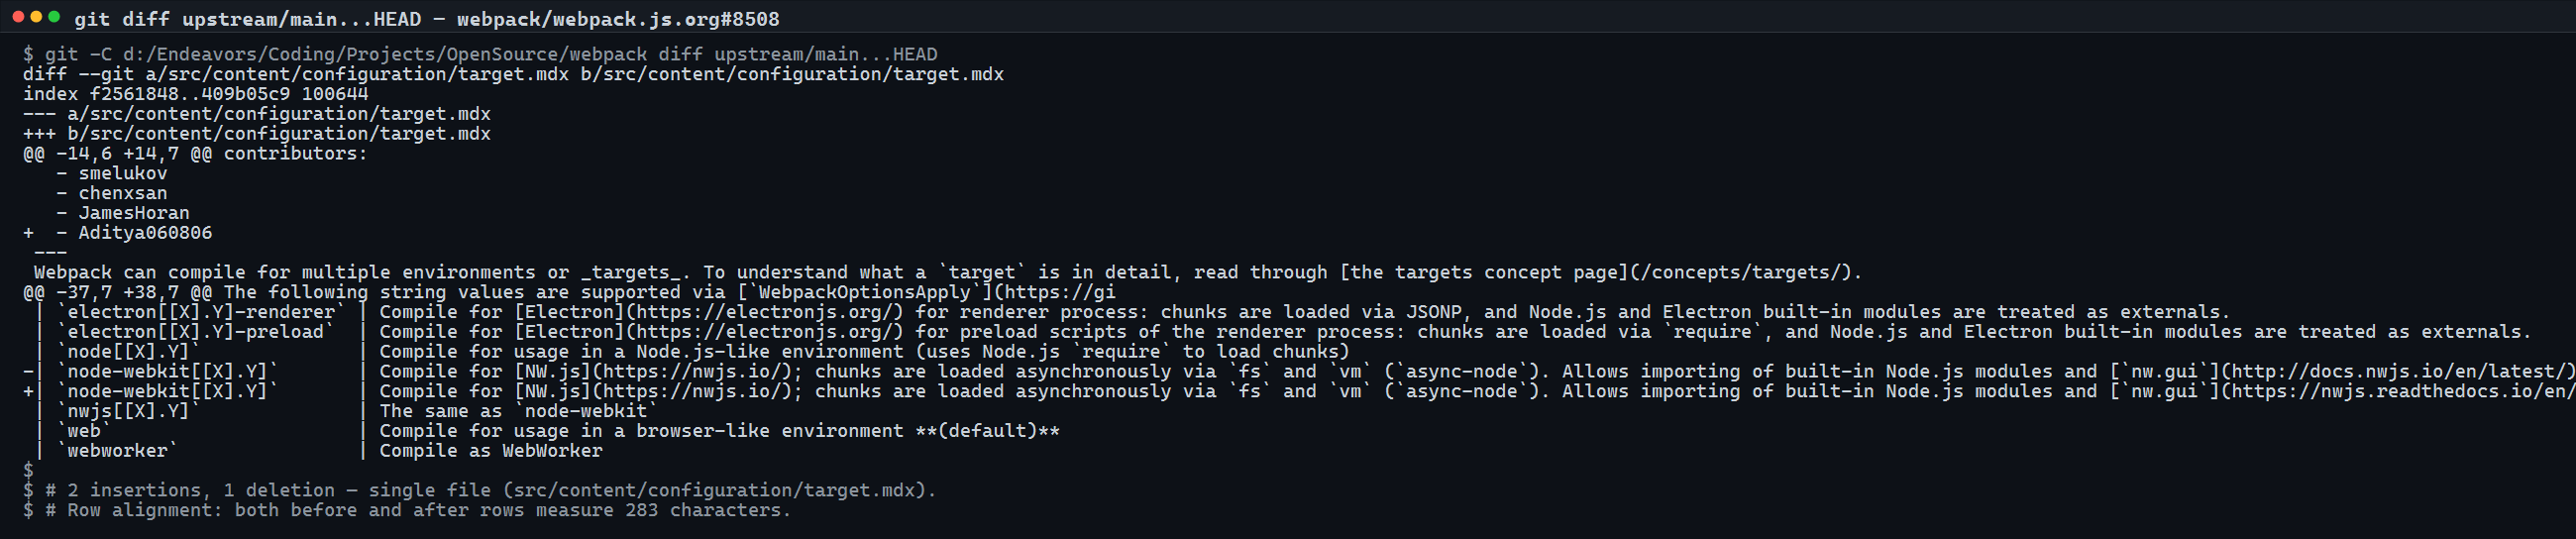 git diff upstream/main...HEAD — webpack/webpack.js.org#8508
$ git -C d:/Endeavors/Coding/Projects/OpenSource/webpack diff upstream/main...HEAD
diff --git a/src/content/configuration/target.mdx b/src/content/configuration/target.mdx
index f2561848..409b05c9 100644
--- a/src/content/configuration/target.mdx
+++ b/src/content/configuration/target.mdx
@@ -14,6 +14,7 @@ contributors:
   - smelukov
   - chenxsan
   - JamesHoran
+  - Aditya060806
 ---
 Webpack can compile for multiple environments or _targets_. To understand what a `target` is in detail, read through [the targets concept page](/concepts/targets/).
@@ -37,7 +38,7 @@ The following string values are supported via [`WebpackOptionsApply`](https://gi
 | `electron[[X].Y]-renderer` | Compile for [Electron](https://electronjs.org/) for renderer process: chunks are loaded via JSONP, and Node.js and Electron built-in modules are treated as externals.
 | `electron[[X].Y]-preload`  | Compile for [Electron](https://electronjs.org/) for preload scripts of the renderer process: chunks are loaded via `require`, and Node.js and Electron built-in modules are treated as externals.
 | `node[[X].Y]`              | Compile for usage in a Node.js-like environment (uses Node.js `require` to load chunks)
-| `node-webkit[[X].Y]`       | Compile for [NW.js](https://nwjs.io/); chunks are loaded asynchronously via `fs` and `vm` (`async-node`). Allows importing of built-in Node.js modules and [`nw.gui`](http://docs.nwjs.io/en/latest/)
+| `node-webkit[[X].Y]`       | Compile for [NW.js](https://nwjs.io/); chunks are loaded asynchronously via `fs` and `vm` (`async-node`). Allows importing of built-in Node.js modules and [`nw.gui`](https://nwjs.readthedocs.io/en/
 | `nwjs[[X].Y]`              | The same as `node-webkit`
 | `web`                      | Compile for usage in a browser-like environment **(default)**
 | `webworker`                | Compile as WebWorker
$
$ # 2 insertions, 1 deletion — single file (src/content/configuration/target.mdx).
$ # Row alignment: both before and after rows measure 283 characters.